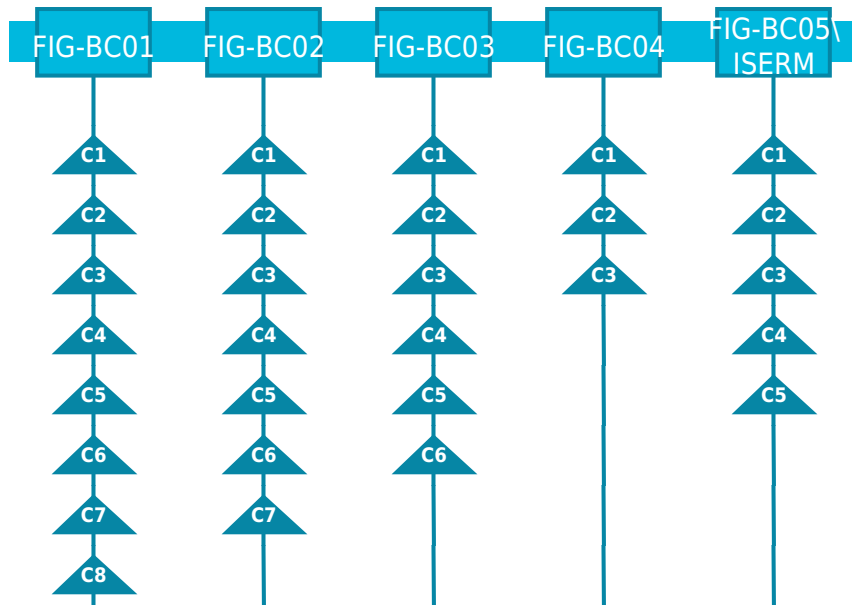 FIG-BC01 FIG-BC02 FIG-BC03 FIG-BC04 FIG-BC05\
ISERM
C1 C1 C1 C1 C1
C2 C2 C2 C2 C2
C3 C3 C3 C3 C3
C4 C4 C4 C4
C5 C5 C5 C5
C6 C6 C6
C7 C7
C8